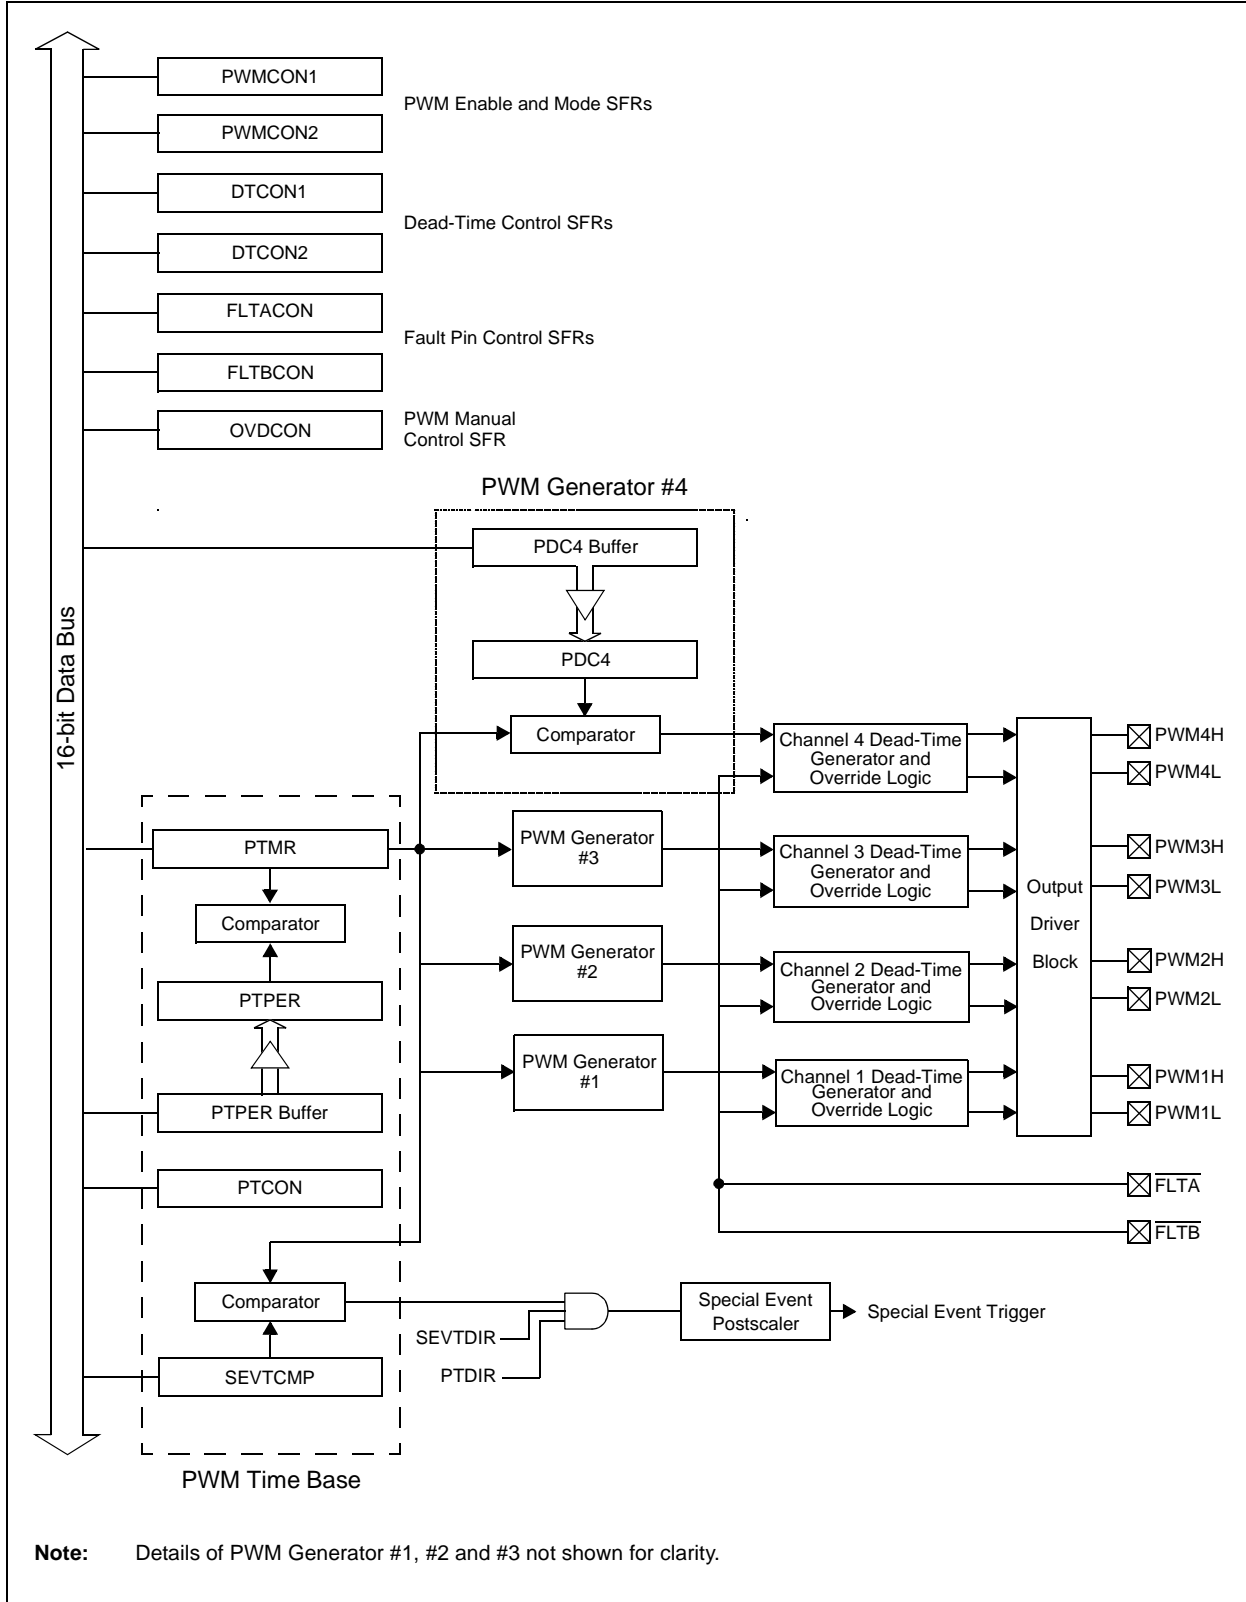 PWMCON1
PWM Enable and Mode SFRs
PWMCON2
DTCON1
Dead-Time Control SFRs
DTCON2
FLTACON
Fault Pin Control SFRs
FLTBCON
OVDCON
PWM Manual
Control SFR
PWM Generator #4
PDC4 Buffer
PDC4
Comparator
16-bit Data Bus
Channel 4 Dead-Time
Generator and
Override Logic
PWM4H
PWM4L
PTMR
Comparator
PTPER
PTPER Buffer
PTCON
Comparator
SEVTCMP
PWM Time Base
PWM Generator
#3
Channel 3 Dead-Time
Generator and
Override Logic
PWM3H
PWM3L
Output
Driver
Block
PWM Generator
#2
Channel 2 Dead-Time
Generator and
Override Logic
PWM2H
PWM2L
PWM Generator
#1
Channel 1 Dead-Time
Generator and
Override Logic
PWM1H
PWM1L
FLTA
FLTB
SEVTDIR
PTDIR
Special Event
Postscaler
Special Event Trigger
Note: Details of PWM Generator #1, #2 and #3 not shown for clarity.